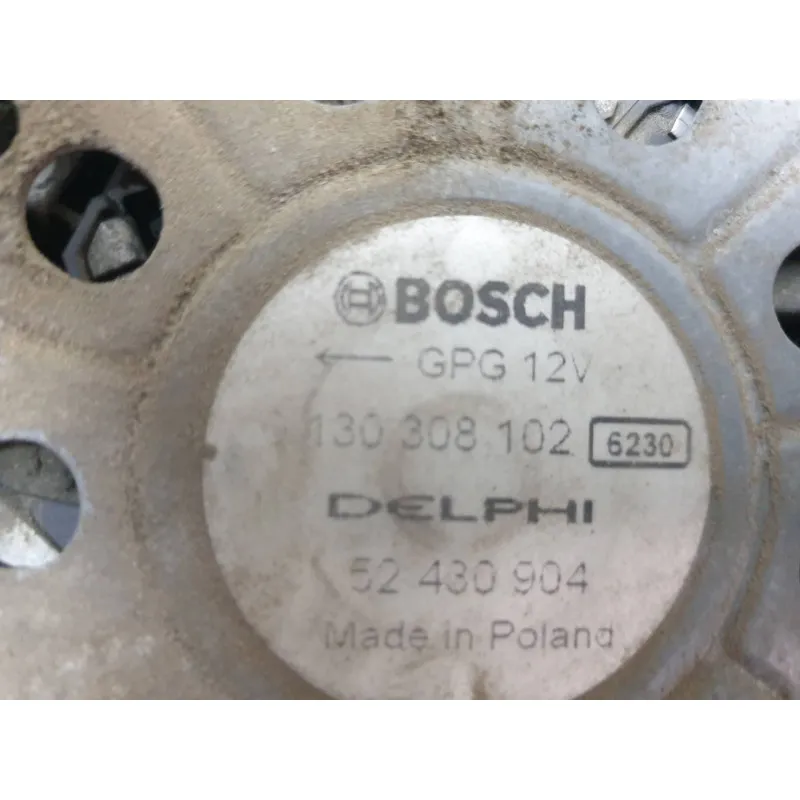 BOSCH
← GPG 12V
130 308 102 6230
DELPHI
52 430 904
Made in Poland